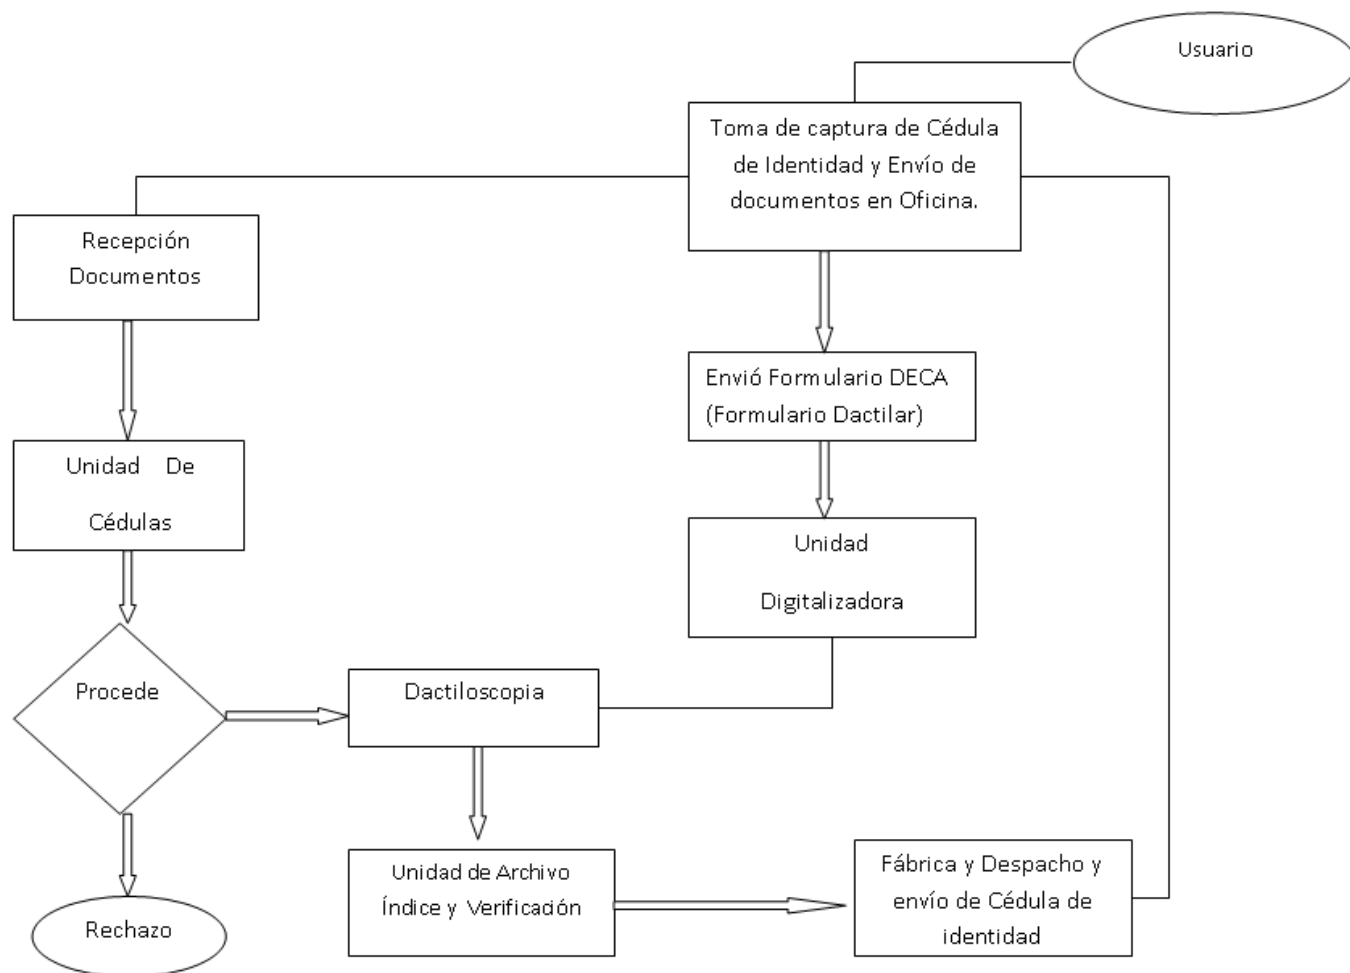 Usuario
Toma de captura de Cédula
de Identidad y Envío de
documentos en Oficina.
Recepción
Documentos
Envió Formulario DECA
(Formulario Dactilar)
Unidad De
Cédulas
Unidad
Digitalizadora
Procede
Dactiloscopia
Unidad de Archivo
Índice y Verificación
Fábrica y Despacho y
envío de Cédula de
identidad
Rechazo